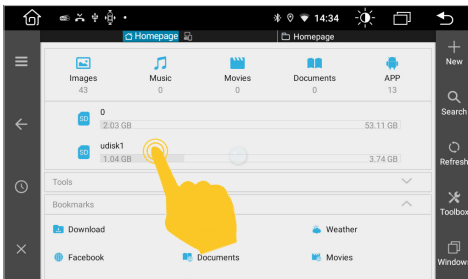 14:34
Homepage
Homepage
New
Images
Music
Movies
Documents
APP
43
0
0
0
13
Search
SD
0
2.03 GB
53.11 GB
SD
udisk1
1.04 GB
3.74 GB
Refresh
Tools
Toolbox
Bookmarks
Download
Weather
Facebook
Documents
Movies
Window